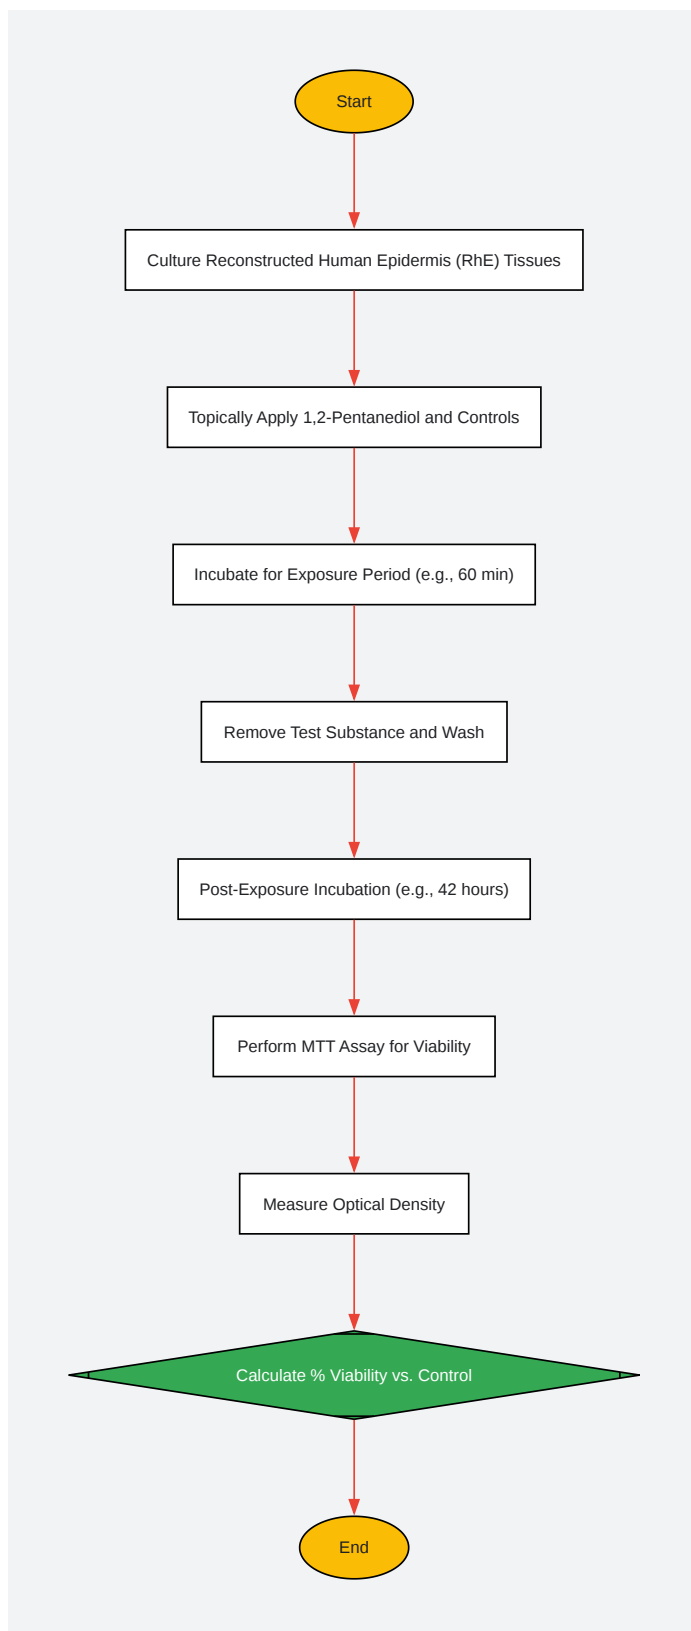 Start
Culture Reconstructed Human Epidermis (RhE) Tissues
Topically Apply 1,2-Pentanediol and Controls
Incubate for Exposure Period (e.g., 60 min)
Remove Test Substance and Wash
Post-Exposure Incubation (e.g., 42 hours)
Perform MTT Assay for Viability
Measure Optical Density
Calculate % Viability vs. Control
End